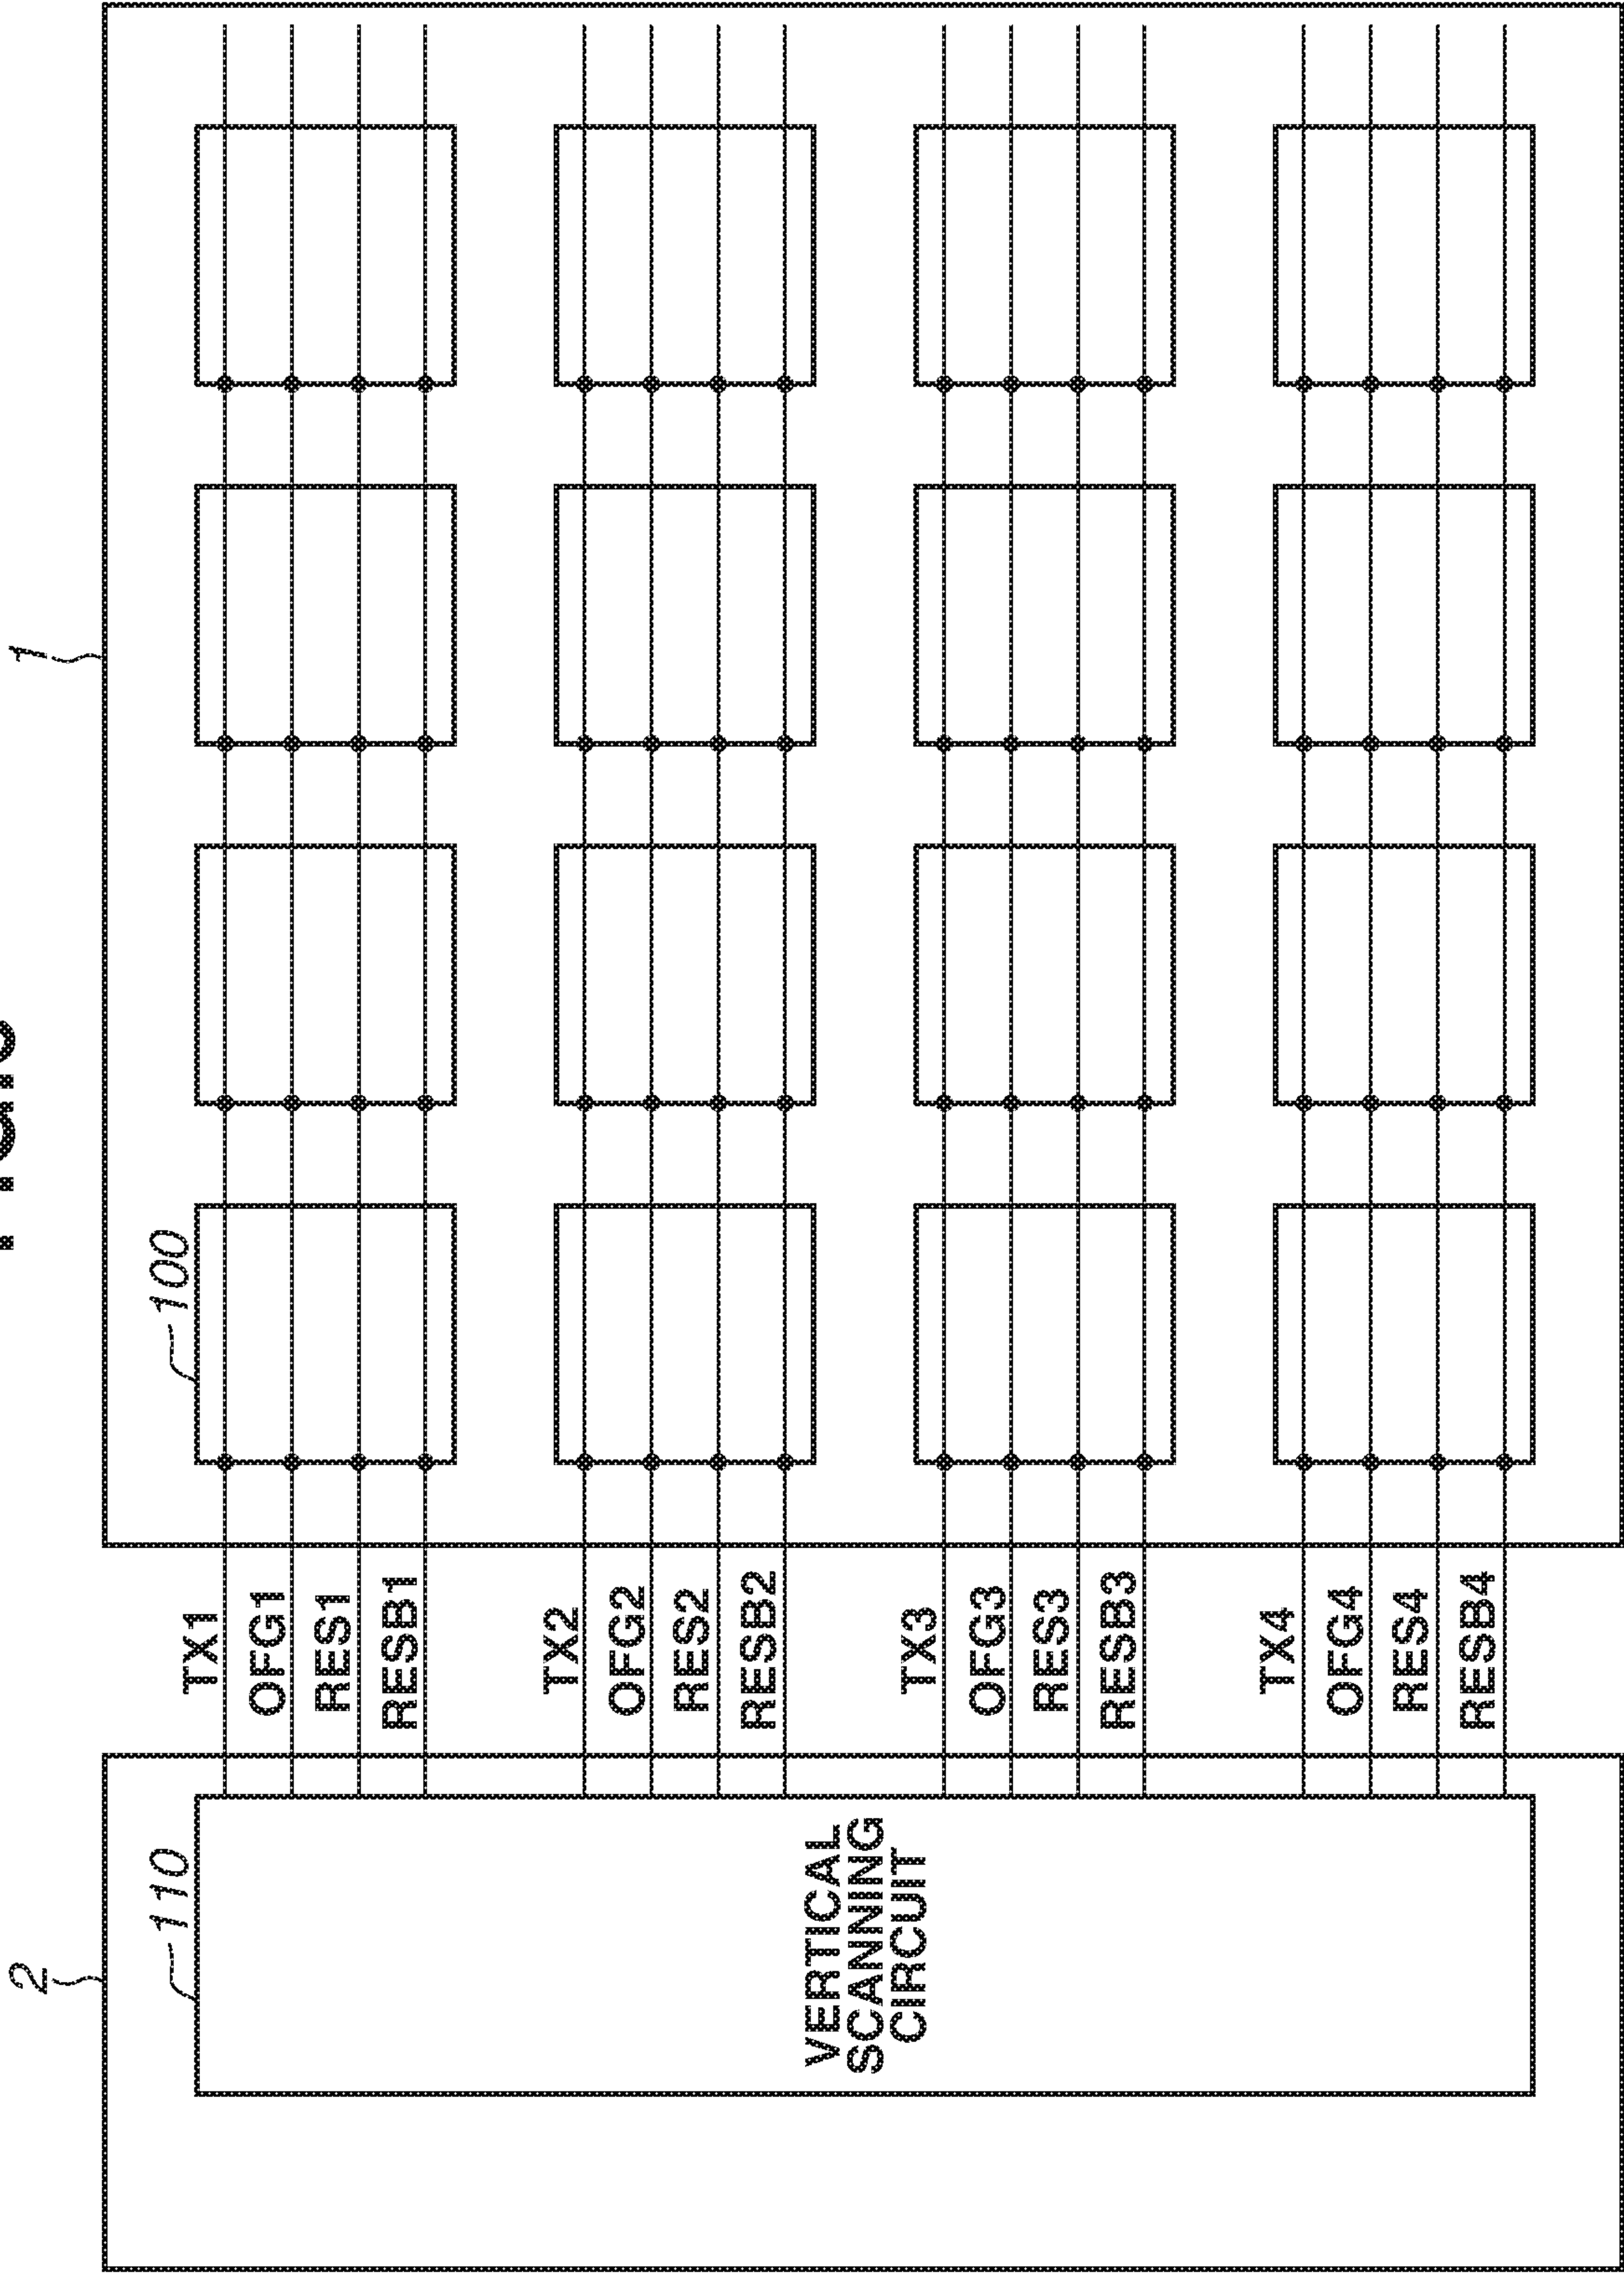 2
1
110
100
TX1
OFG1
RES1
RESB1
TX2
OFG2
RES2
RESB2
VERTICAL
SCANNING
CIRCUIT
TX3
OFG3
RES3
RESB3
TX4
OFG4
RES4
RESB4